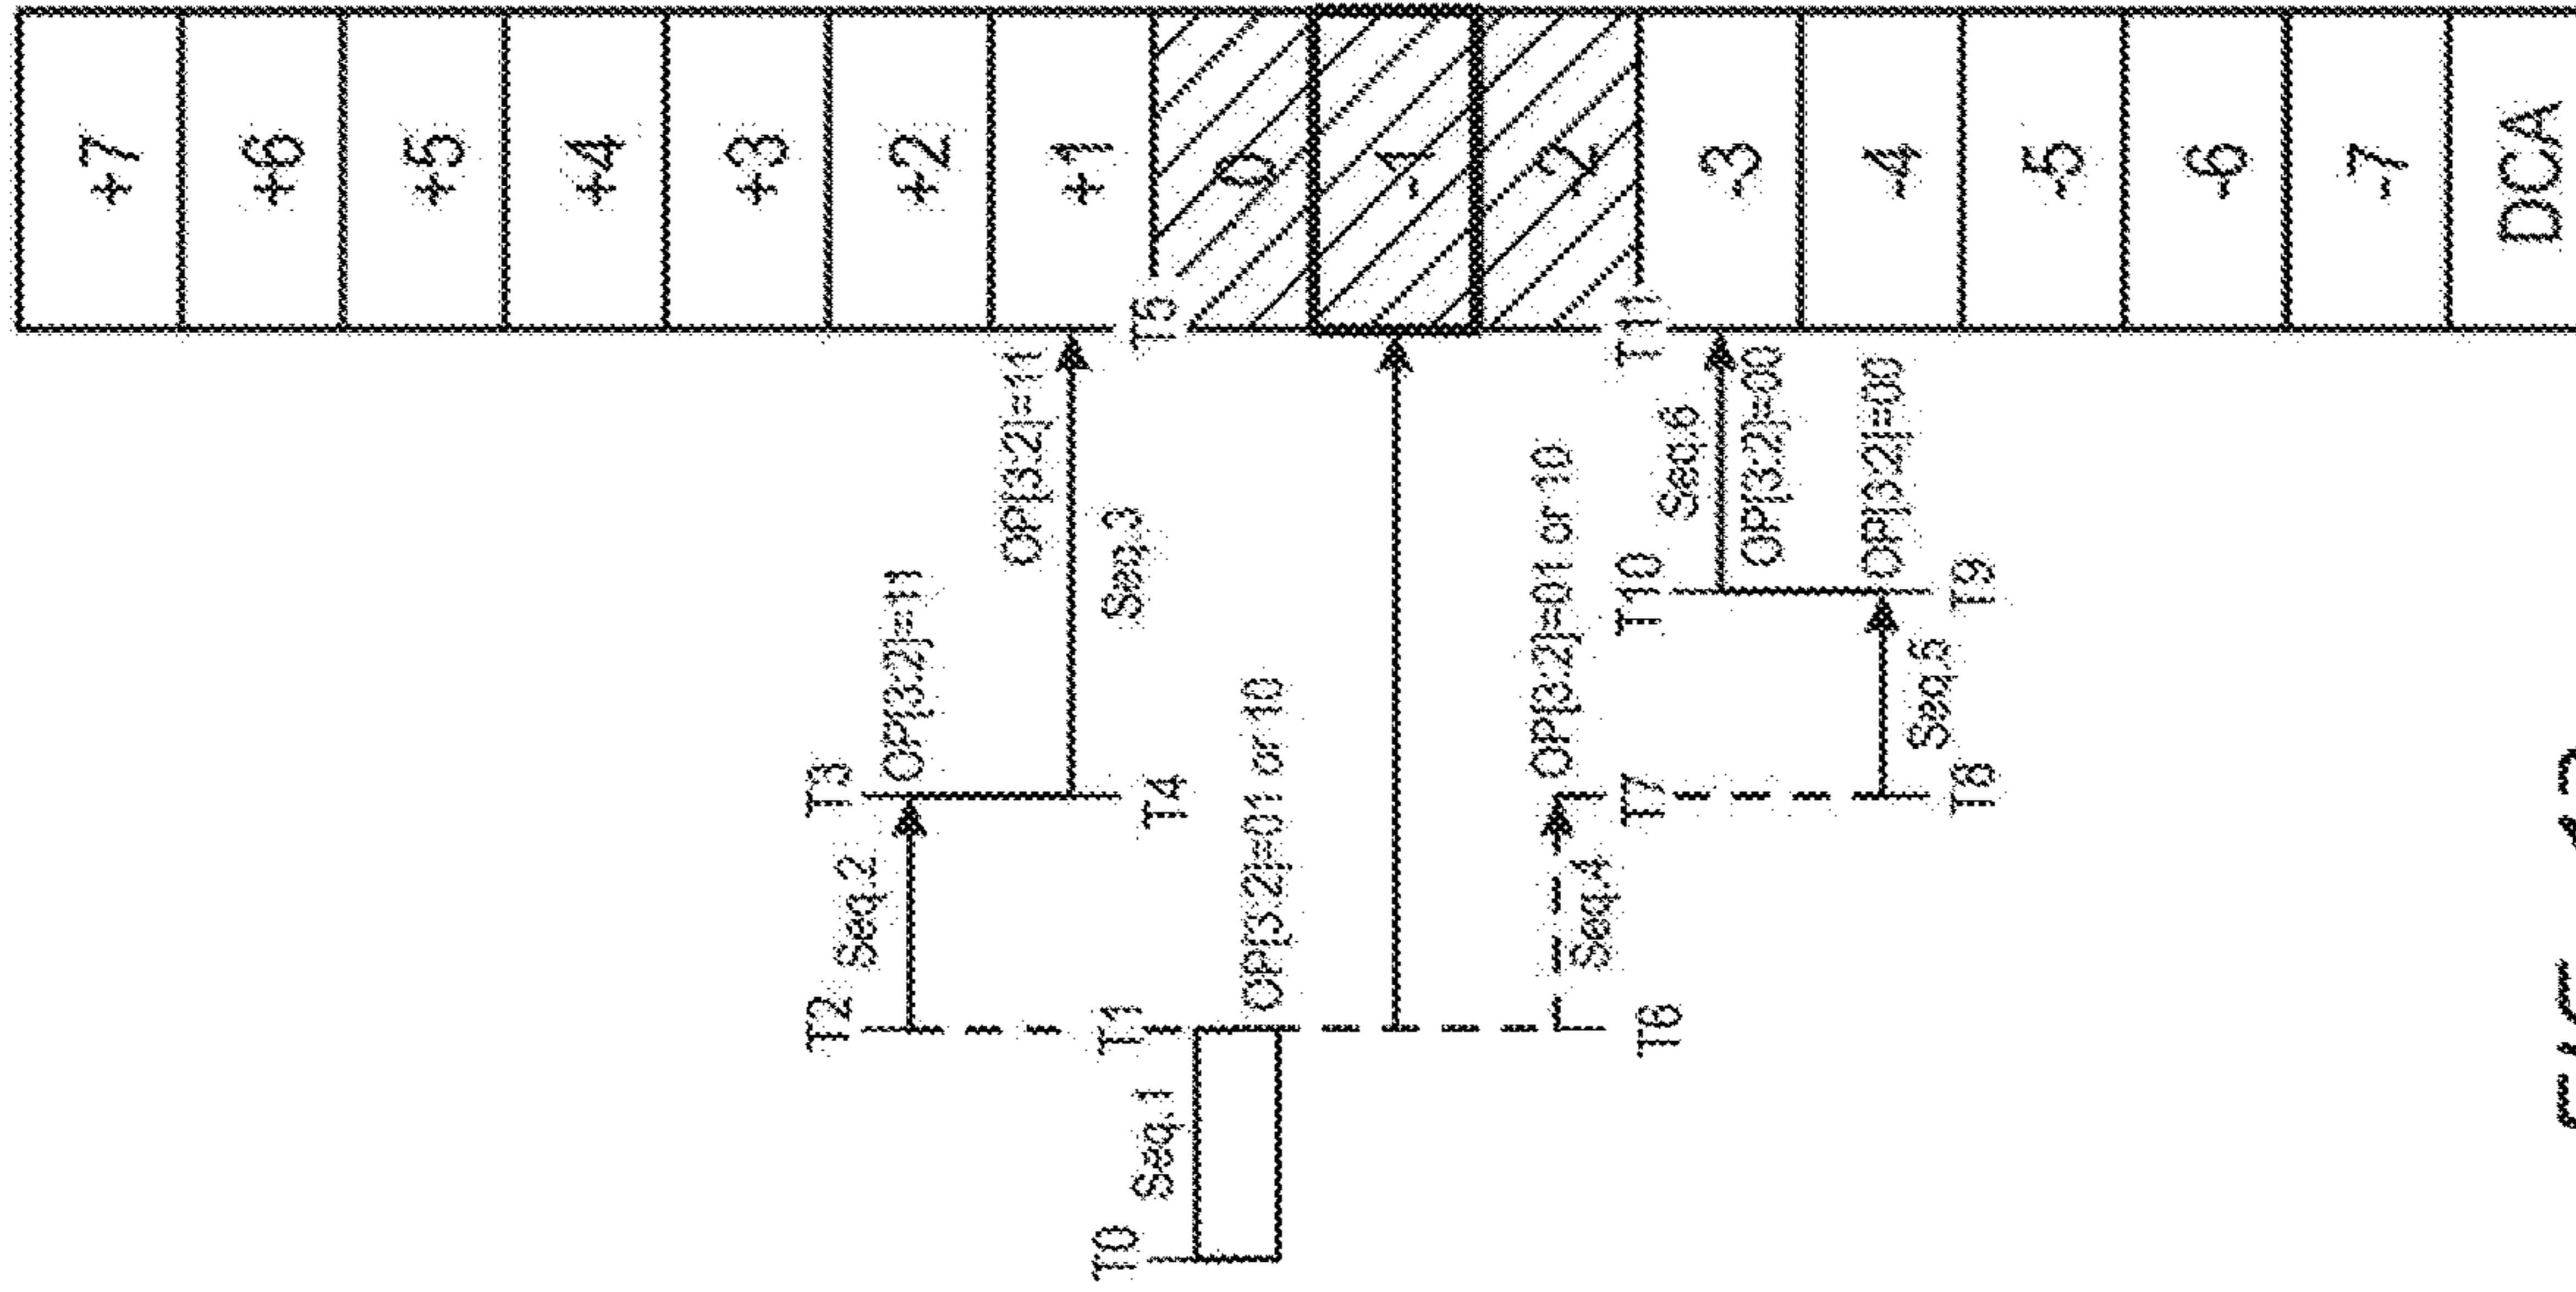 +7
+6
+5
+4
+3
T2
T3
Seq.2
OP[3:2]=11
+2
OP[3:2]=11
+1
T0
T1
Seq.1
Seq.3
T4
T5
OP[3:2]=01 or 10
0
-1
OP[3:2]=01 or 10
-2
Seq.4
T6
T7
T10
T11
Seq.6
-3
OP[3:2]=00
OP[3:2]=00
-4
Seq.5
T8
T9
-5
-6
-7
DCA